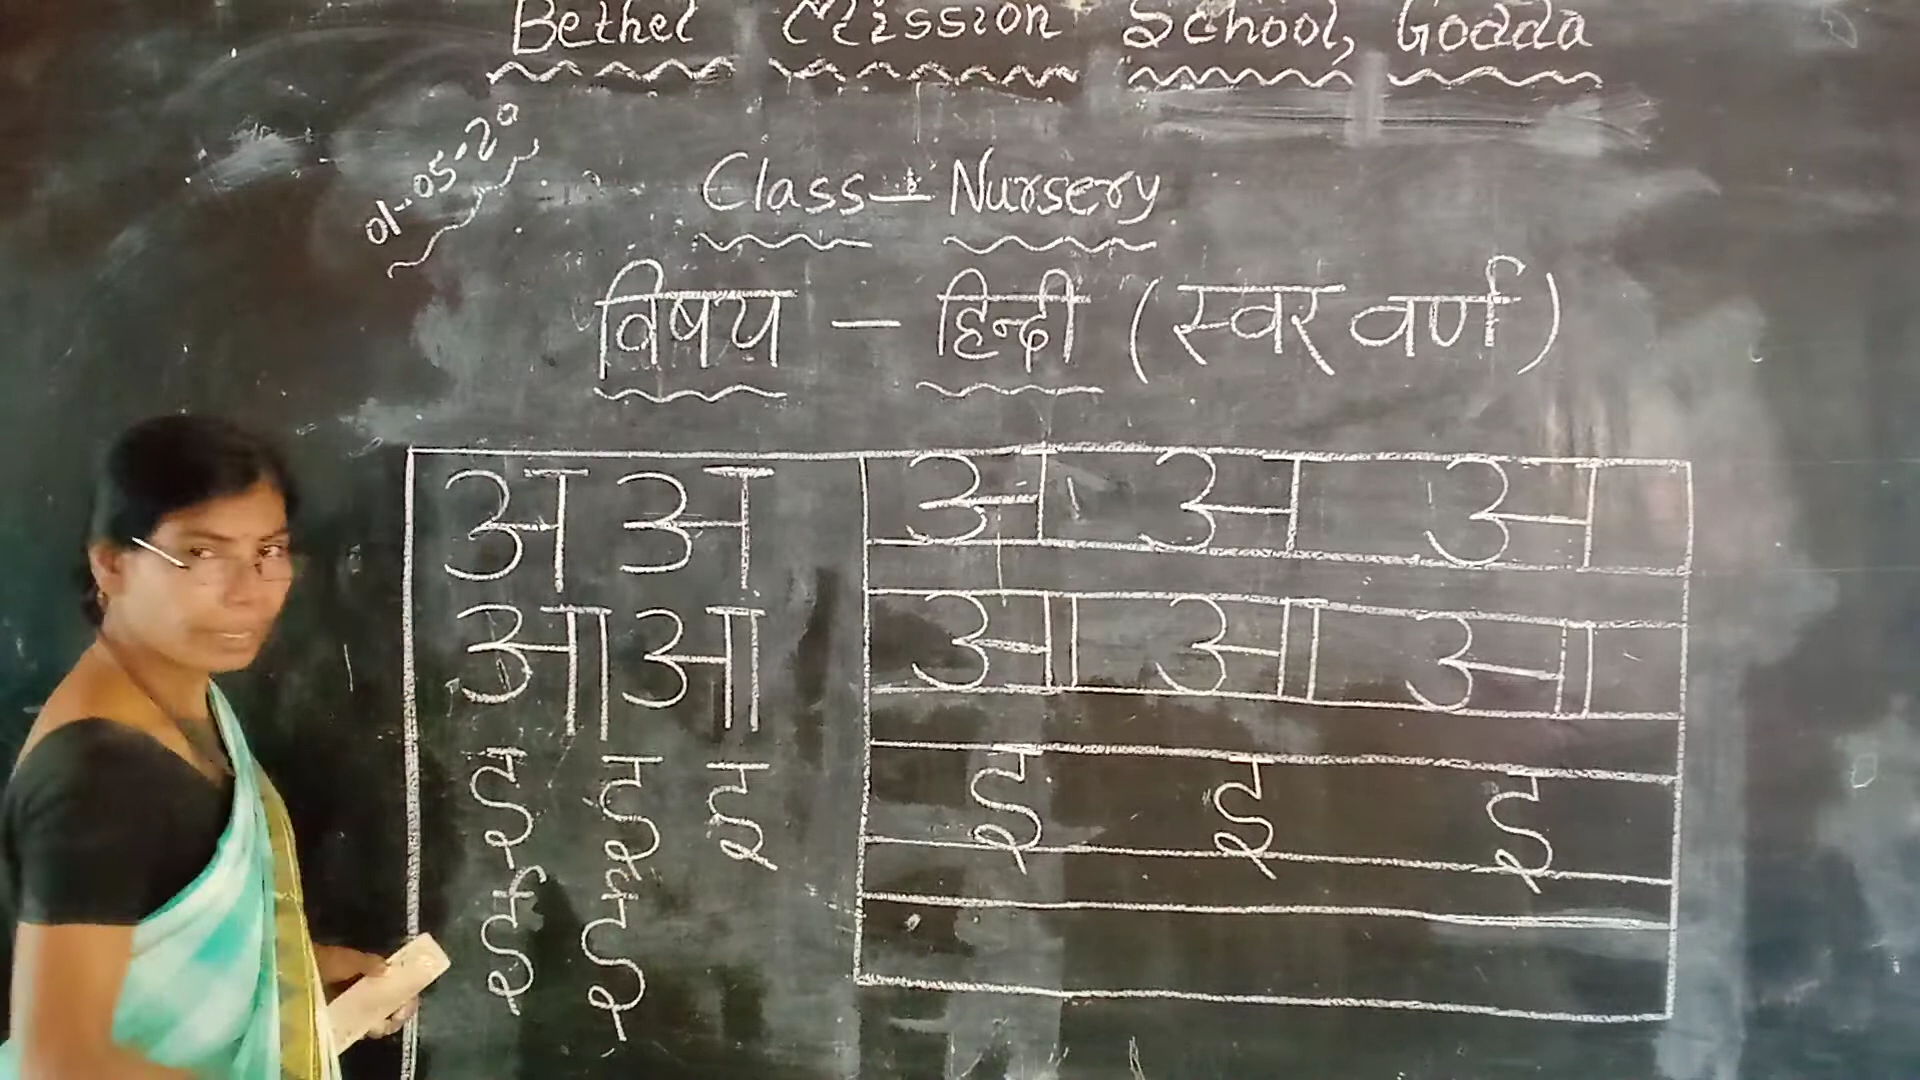 Bethel Mission School, Godda
01-05-20
Class - Nursery
विषय - हिन्दी (स्वर वर्ण)
अ अ अ अ अ
आ आ आ आ आ
इ इ इ इ इ इ
ई इ